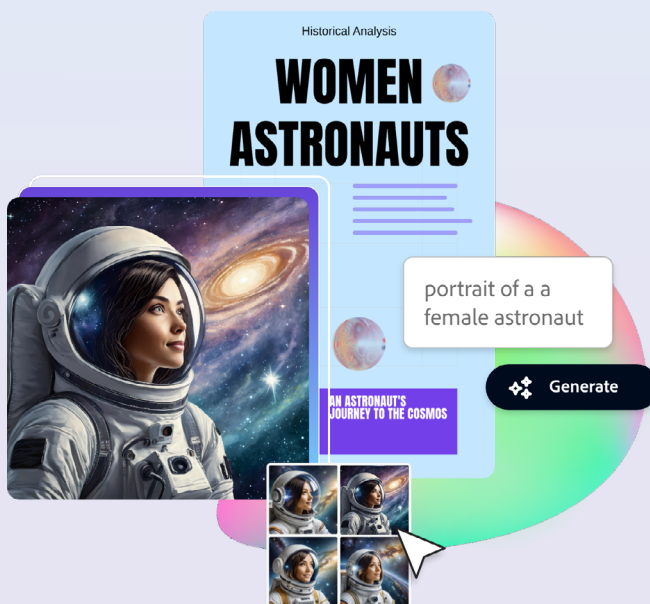 Historical Analysis
WOMEN
ASTRONAUTS
portrait of a a
female astronaut
Generate
AN ASTRONAUT'S
JOURNEY TO THE COSMOS